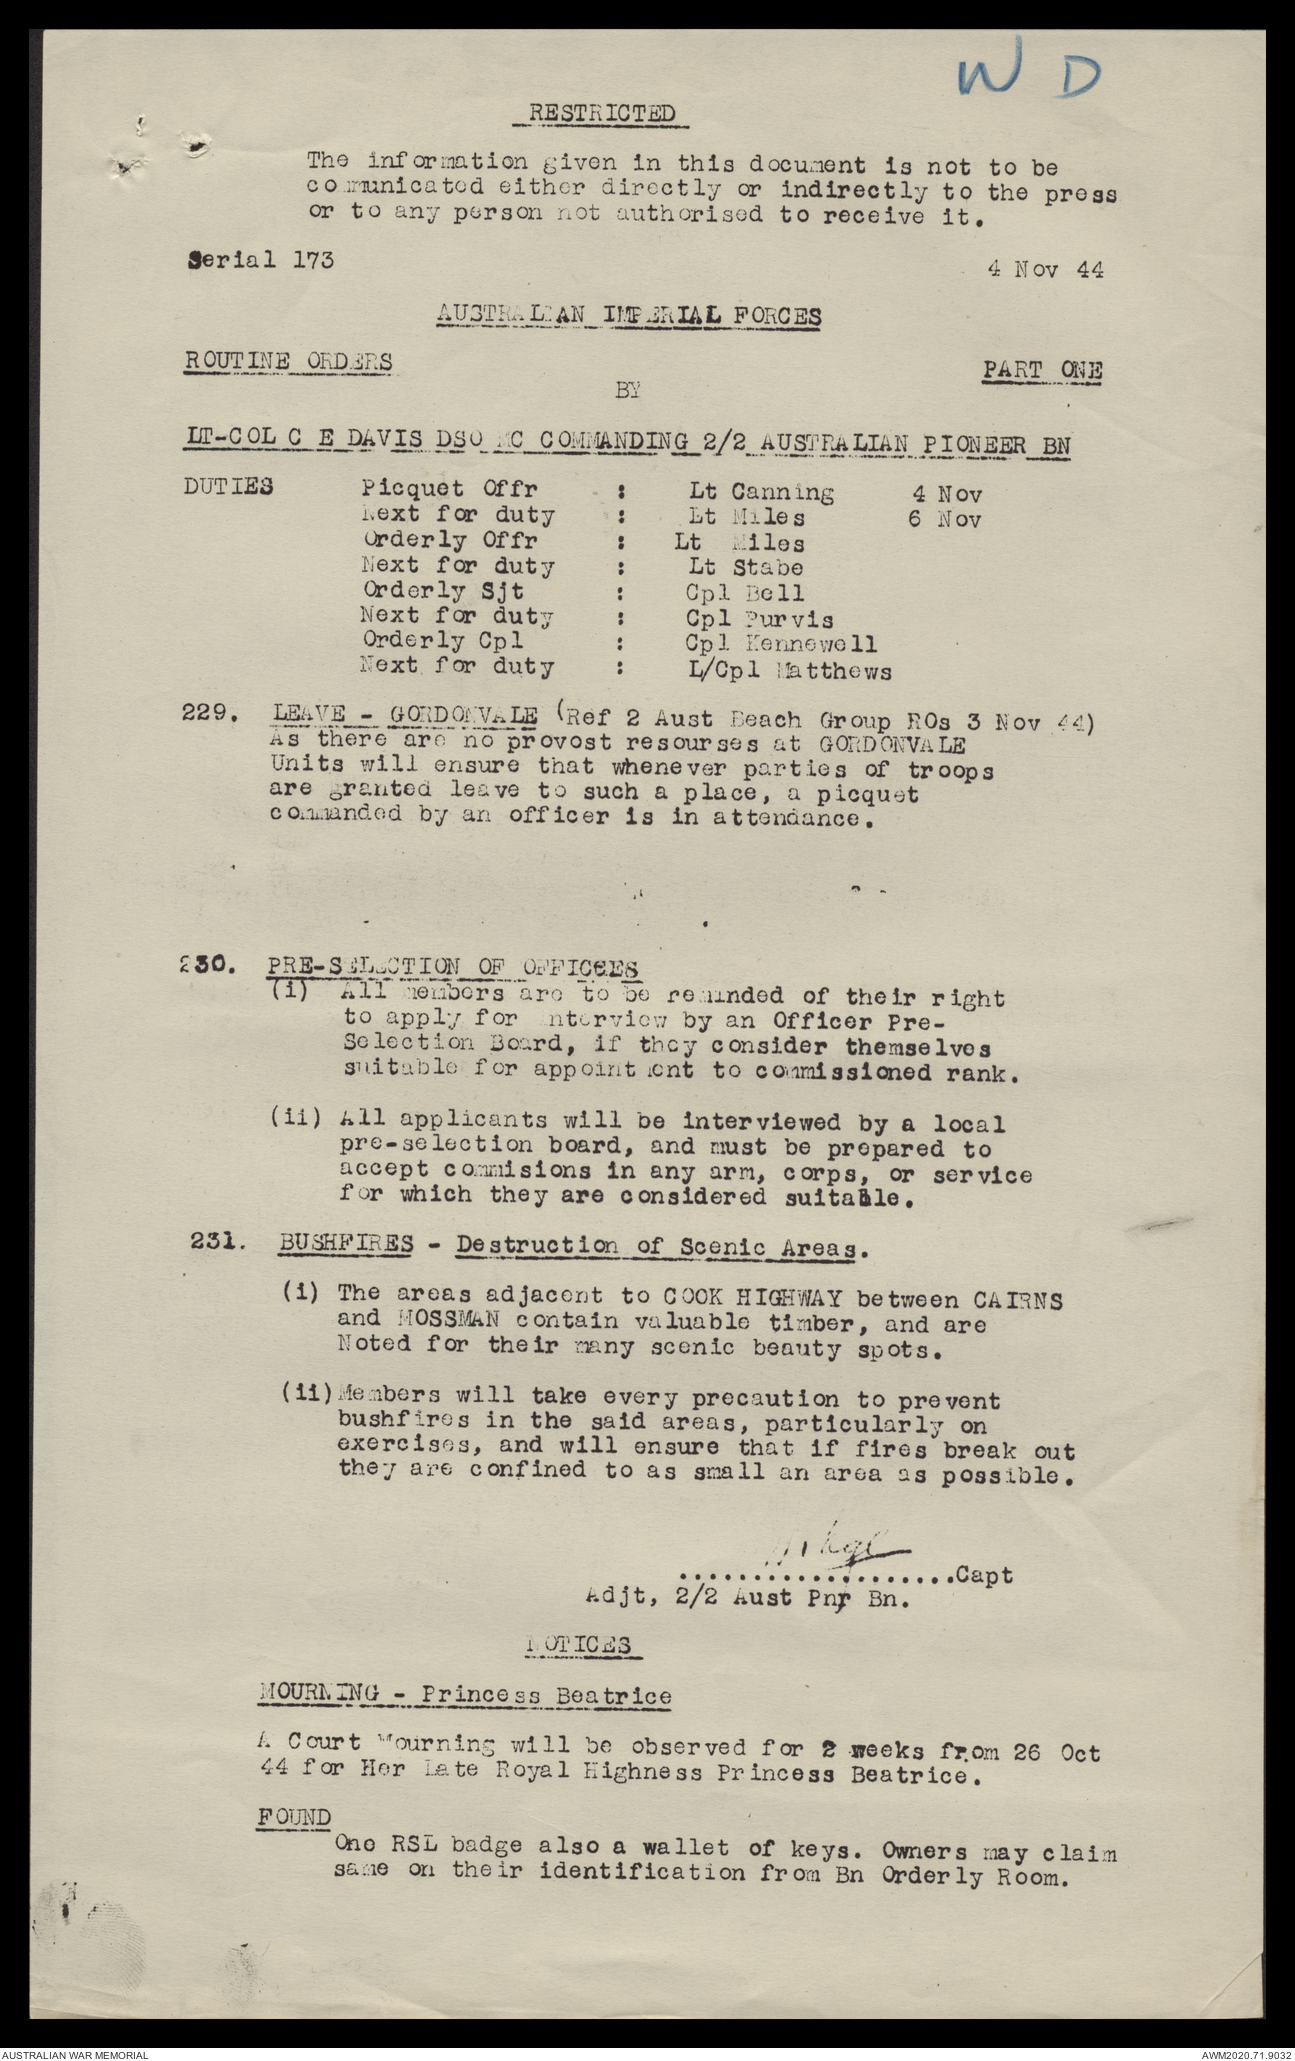 W D
RESTRICTED
The information given in this document is not to be
communicated either directly or indirectly to the press
or to any person not authorised to receive it.
Serial 173
4 Nov 44
AUSTRALIAN IMPERIAL FORCES
ROUTINE ORDERS PART ONE
BY
LT-COL C E DAVIS DSO MC COMMANDING 2/2 AUSTRALIAN PIONEER BN
DUTIES Picquet Offr : Lt Canning 4 Nov
Next for duty : Lt Miles 6 Nov
Orderly Offr : Lt Miles
Next for duty : Lt Stabe
Orderly Sjt : Cpl Bell
Next for duty : Cpl Purvis
Orderly Cpl : Cpl Kennewell
Next for duty : L/Cpl Matthews
229. LEAVE - GORDONVALE (Ref 2 Aust Beach Group ROs 3 Nov 44)
As there are no provost resourses at GORDONVALE
Units will ensure that whenever parties of troops
are granted leave to such a place, a picquet
commanded by an officer is in attendance.
230. PRE-SELECTION OF OFFICEES
(i) All members are to be reminded of their right
to apply for interview by an Officer Pre-
Selection Board, if they consider themselves
suitable for appointment to commissioned rank.
(ii) All applicants will be interviewed by a local
pre-selection board, and must be prepared to
accept commisions in any arm, corps, or service
for which they are considered suitable.
231. BUSHFIRES - Destruction of Scenic Areas.
(i) The areas adjacent to COOK HIGHWAY between CAIRNS
and MOSSMAN contain valuable timber, and are
Noted for their many scenic beauty spots.
(ii) Members will take every precaution to prevent
bushfires in the said areas, particularly on
exercises, and will ensure that if fires break out
they are confined to as small an area as possible.
...................Capt
Adjt, 2/2 Aust Pnr Bn.
NOTICES
MOURNING - Princess Beatrice
A Court Mourning will be observed for 2 weeks from 26 Oct
44 for Her Late Royal Highness Princess Beatrice.
FOUND
One RSL badge also a wallet of keys. Owners may claim
same on their identification from Bn Orderly Room.
AUSTRALIAN WAR MEMORIAL AWM2020.71.9032